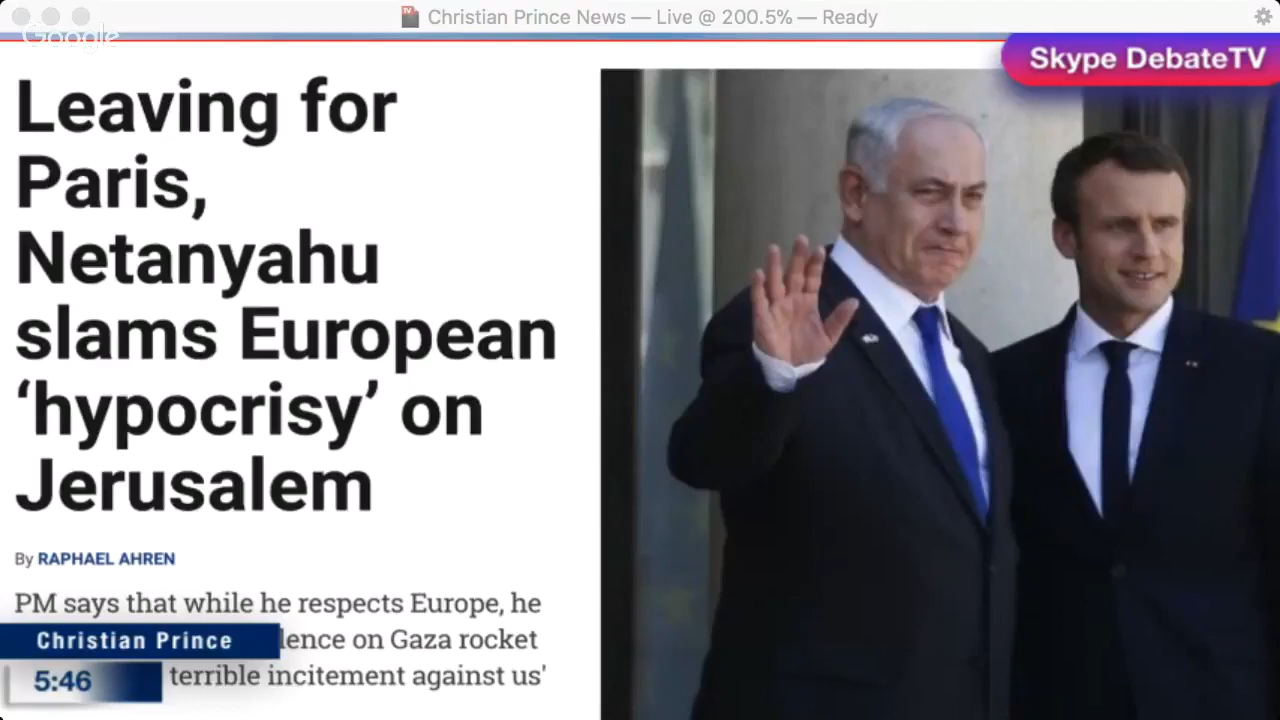 Christian Prince News — Live @ 200.5% — Ready
Google
Skype DebateTV
Leaving for
Paris,
Netanyahu
slams European
‘hypocrisy’ on
Jerusalem
By RAPHAEL AHREN
PM says that while he respects Europe, he
lence on Gaza rocket
terrible incitement against us'
Christian Prince
5:46